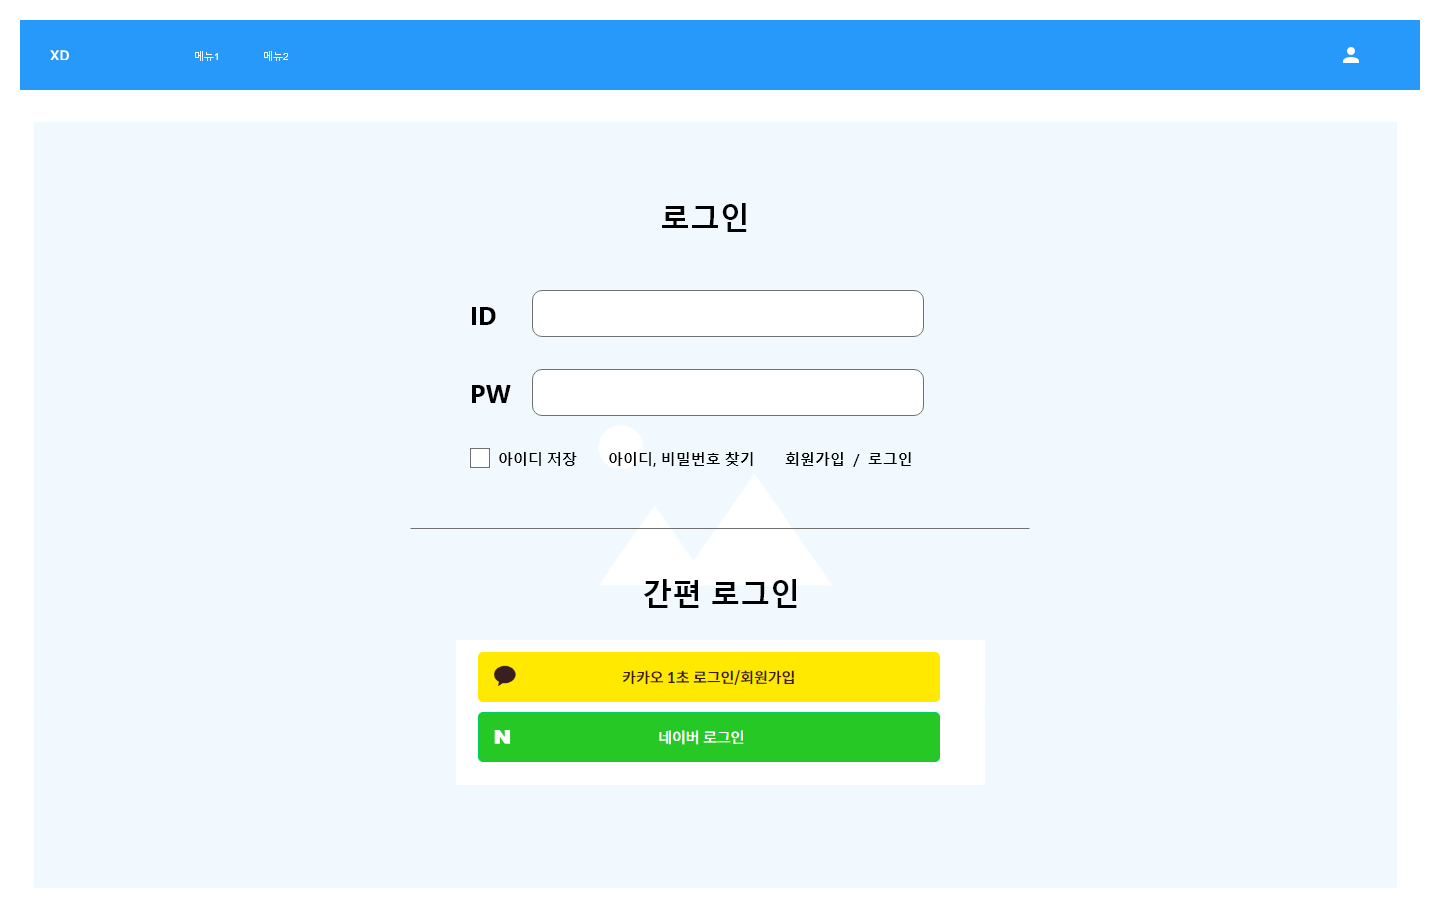 XD 메뉴1 메뉴2
로그인
ID
PW
아이디 저장 아이디, 비밀번호 찾기 회원가입 / 로그인
간편 로그인
카카오 1초 로그인/회원가입
N 네이버 로그인